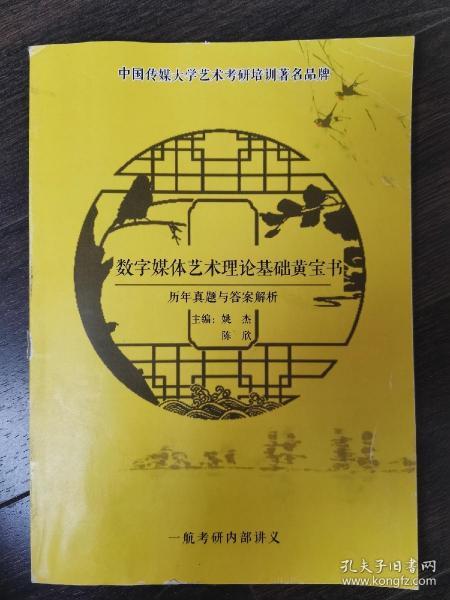 中国传媒大学艺术考研培训著名品牌
数字媒体艺术理论基础黄宝书
历年真题与答案解析
主编：姚 杰
陈 欣
一航考研内部讲义
孔夫子旧书网
www.kongfz.com